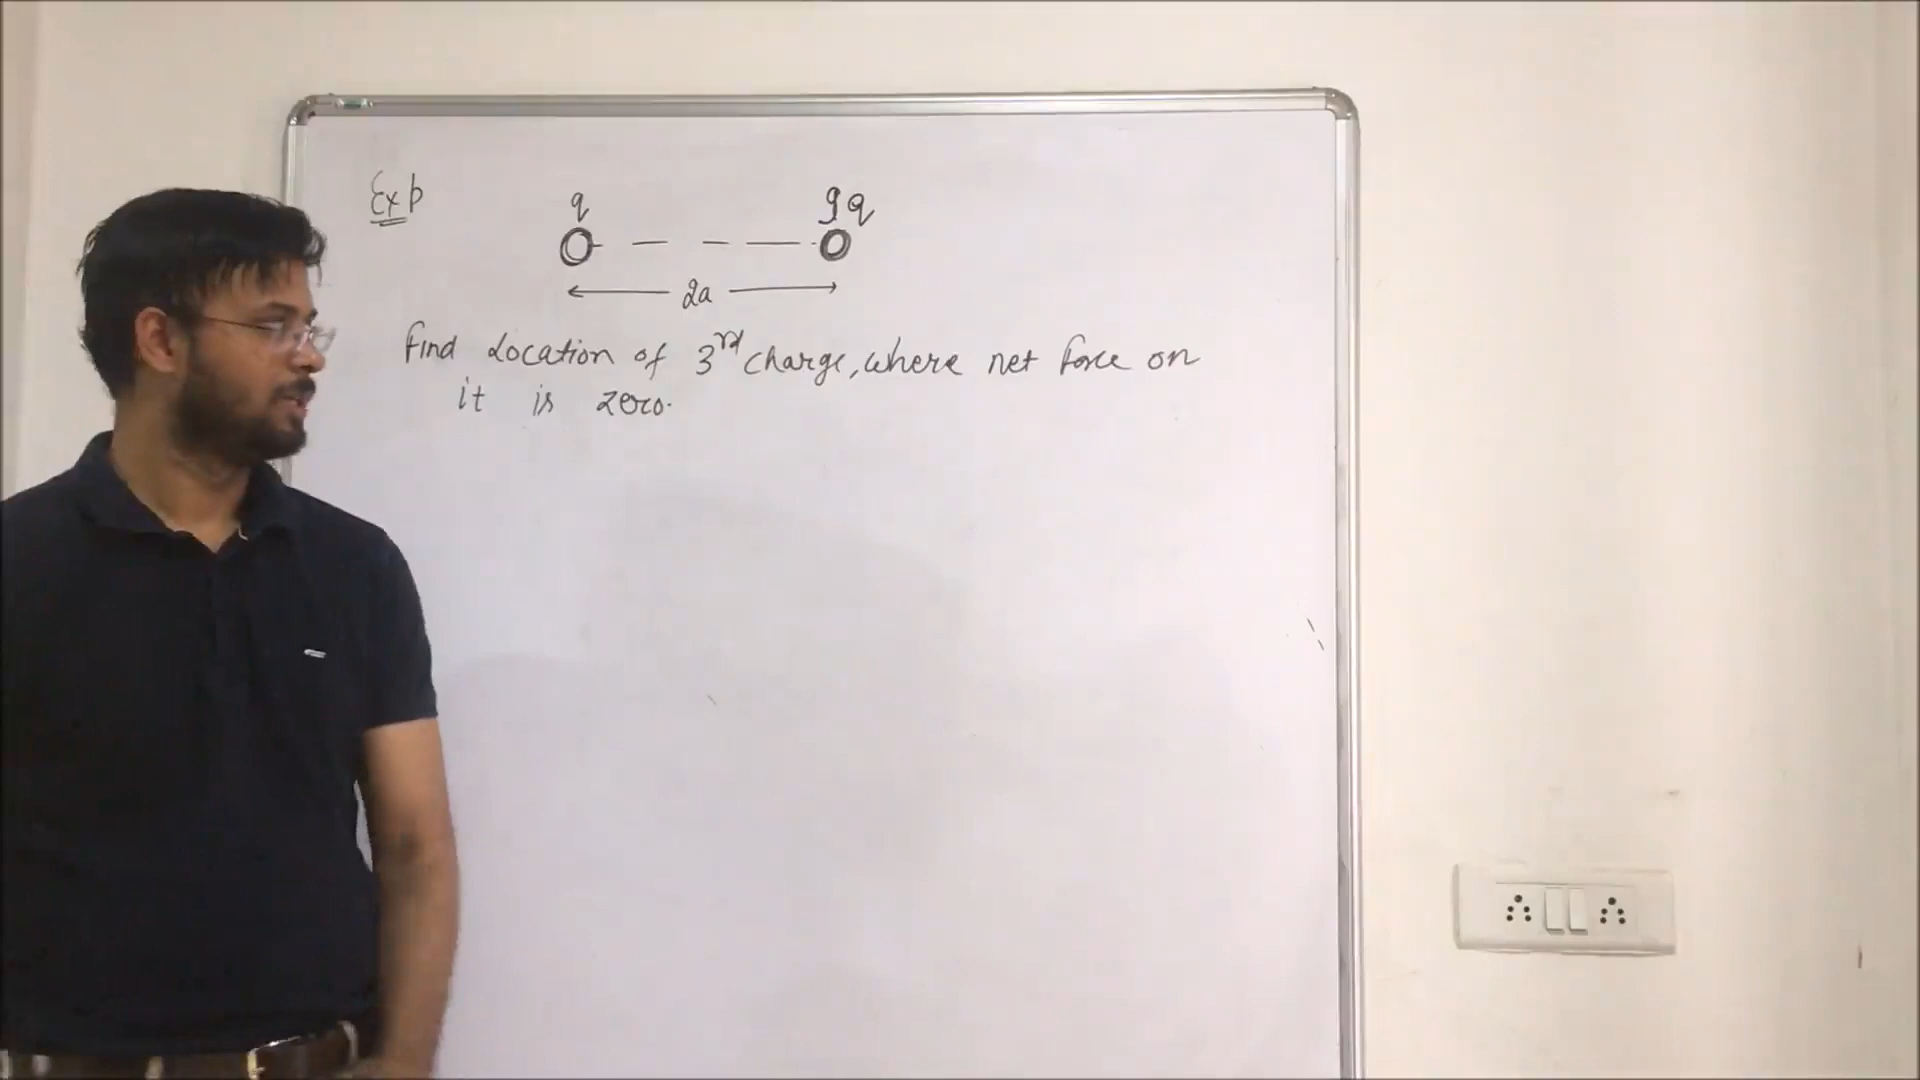 Exp
q 9q
2a
Find Location of 3rd charge, where net force on
it is zero.